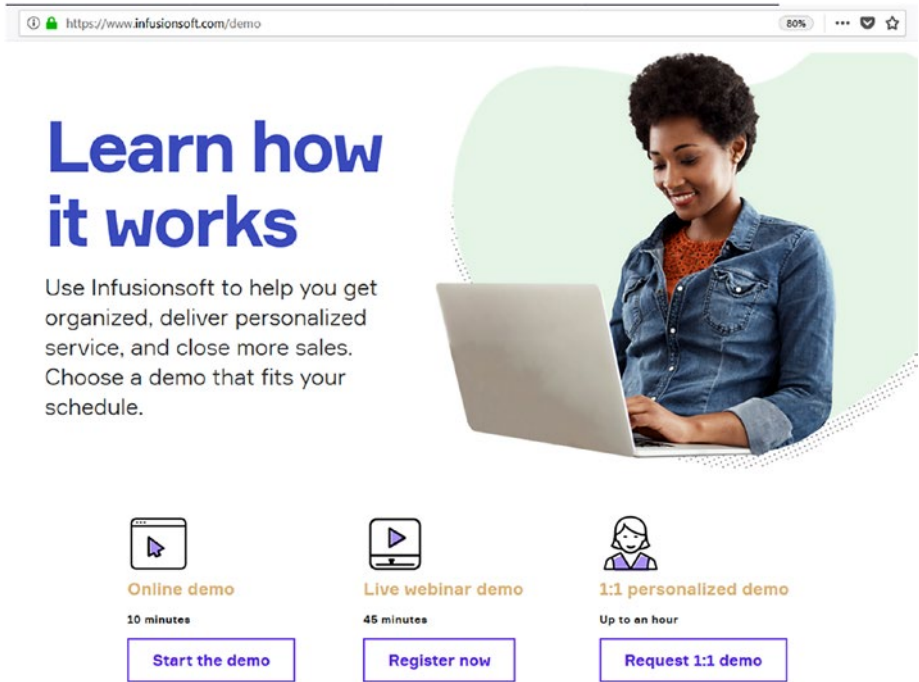 https://www.infusionsoft.com/demo
80%
Learn how
it works
Use Infusionsoft to help you get
organized, deliver personalized
service, and close more sales.
Choose a demo that fits your
schedule.
Online demo
10 minutes
Start the demo
Live webinar demo
45 minutes
Register now
1:1 personalized demo
Up to an hour
Request 1:1 demo